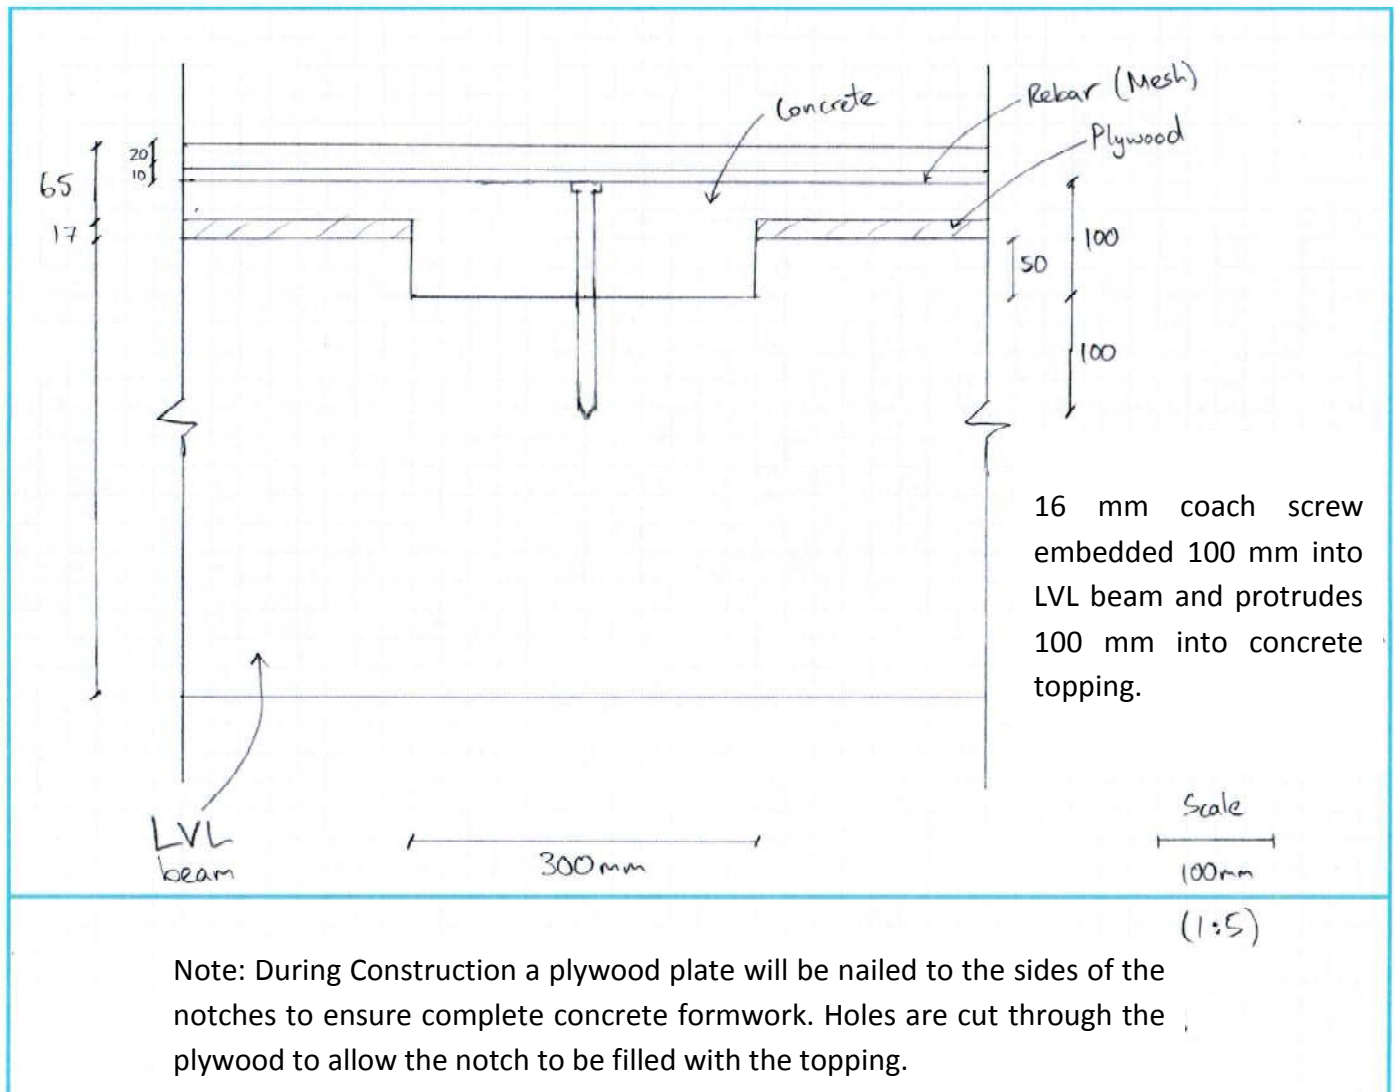 Concrete
Rebar (Mesh)
Plywood
20
10
65
17
100
50
100
16 mm coach screw
embedded 100 mm into
LVL beam and protrudes
100 mm into concrete
topping.
LVL
beam
300mm
Scale
100mm
(1:5)
Note: During Construction a plywood plate will be nailed to the sides of the
notches to ensure complete concrete formwork. Holes are cut through the
plywood to allow the notch to be filled with the topping.